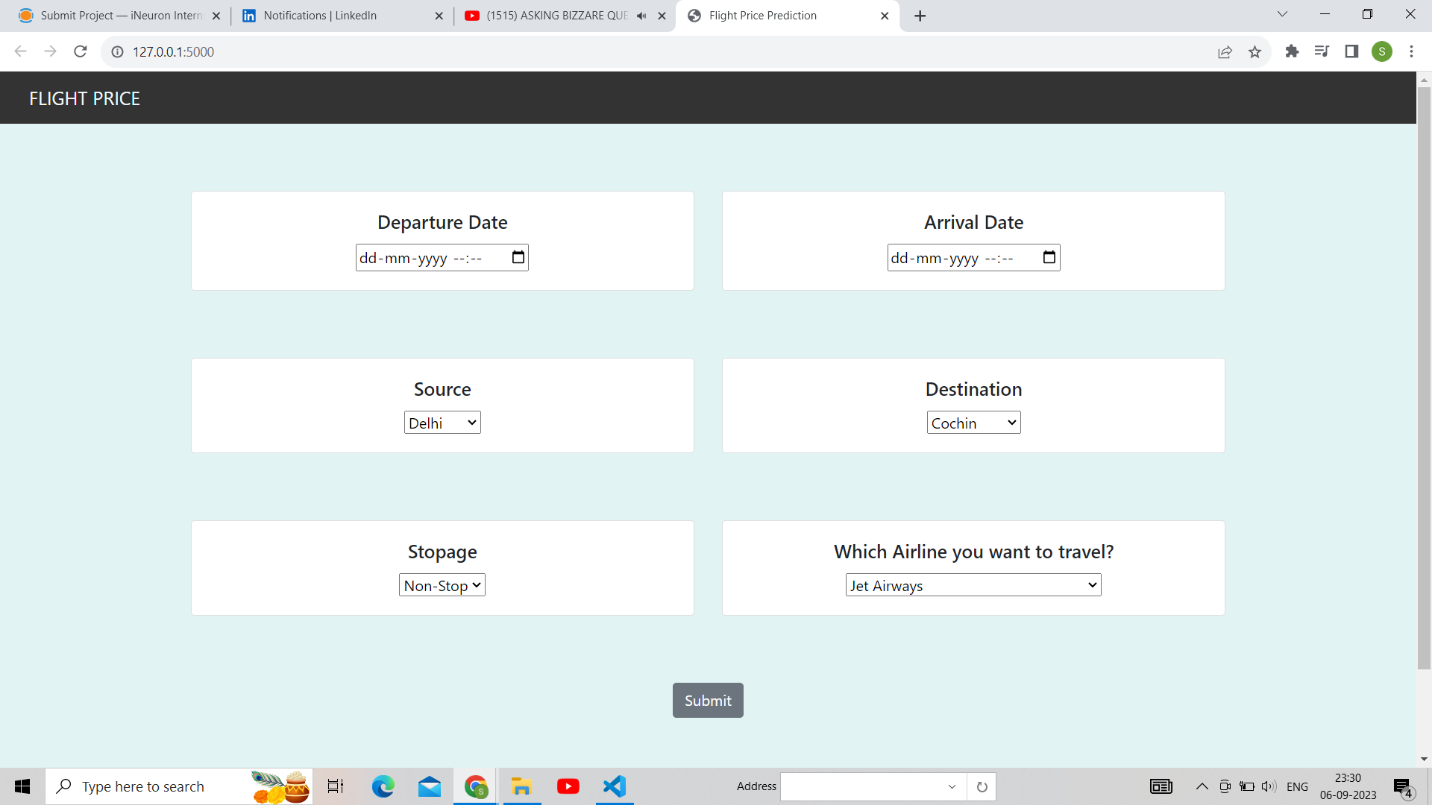 Submit Project — iNeuron Intern
Notifications | LinkedIn
(1515) ASKING BIZZARE QUE
Flight Price Prediction
127.0.0.1:5000
S
FLIGHT PRICE
Departure Date
dd-mm-yyyy --:--
Arrival Date
dd-mm-yyyy --:--
Source
Delhi
Destination
Cochin
Stopage
Non-Stop
Which Airline you want to travel?
Jet Airways
Submit
Type here to search
S
Address
ENG
23:30
06-09-2023
4